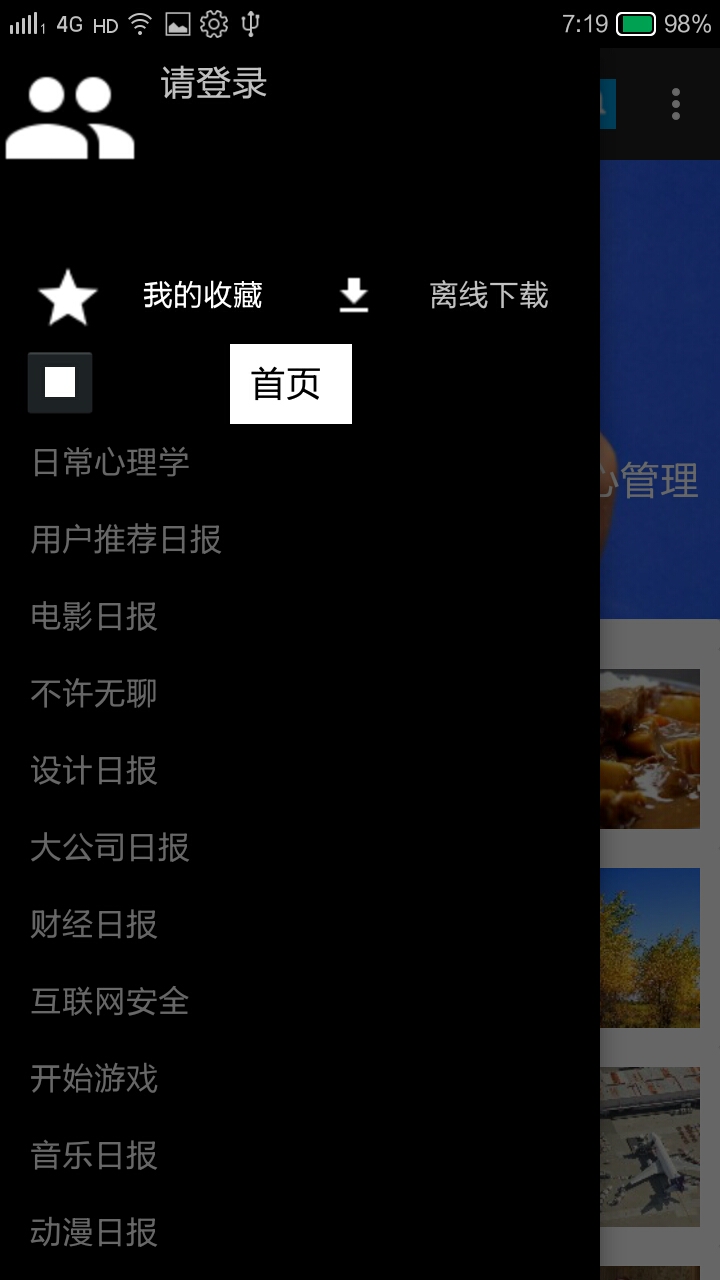 4G HD 7:19 98%
请登录
我的收藏 离线下载
首页
日常心理学
心管理
用户推荐日报
电影日报
不许无聊
设计日报
大公司日报
财经日报
互联网安全
开始游戏
音乐日报
动漫日报